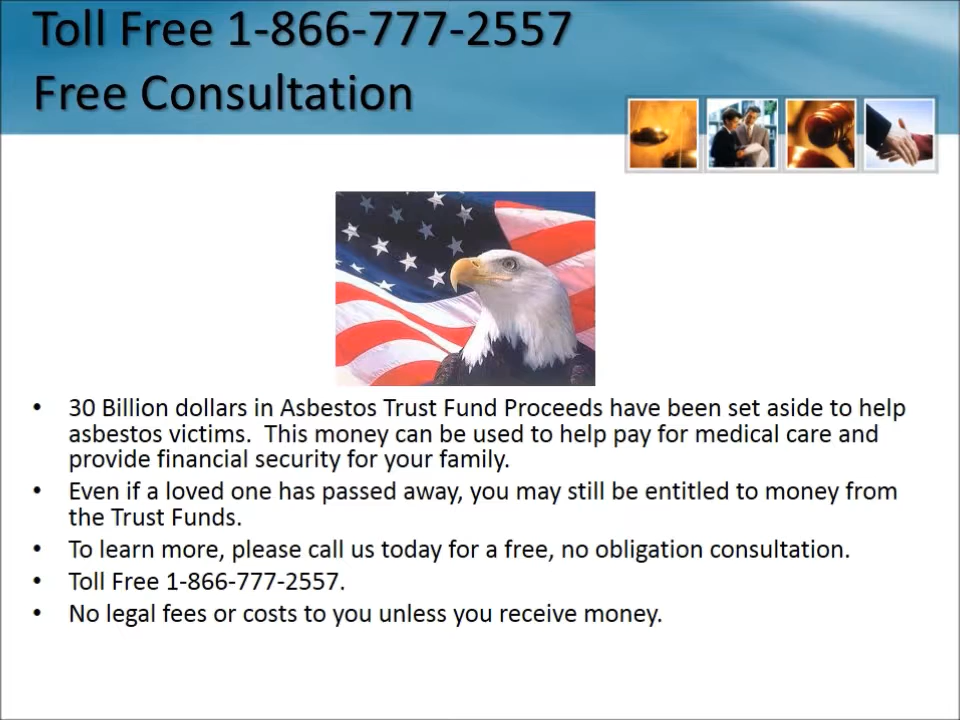 Toll Free 1-866-777-2557
Free Consultation
• 30 Billion dollars in Asbestos Trust Fund Proceeds have been set aside to help
asbestos victims.  This money can be used to help pay for medical care and
provide financial security for your family.
• Even if a loved one has passed away, you may still be entitled to money from
the Trust Funds.
• To learn more, please call us today for a free, no obligation consultation.
• Toll Free 1-866-777-2557.
• No legal fees or costs to you unless you receive money.